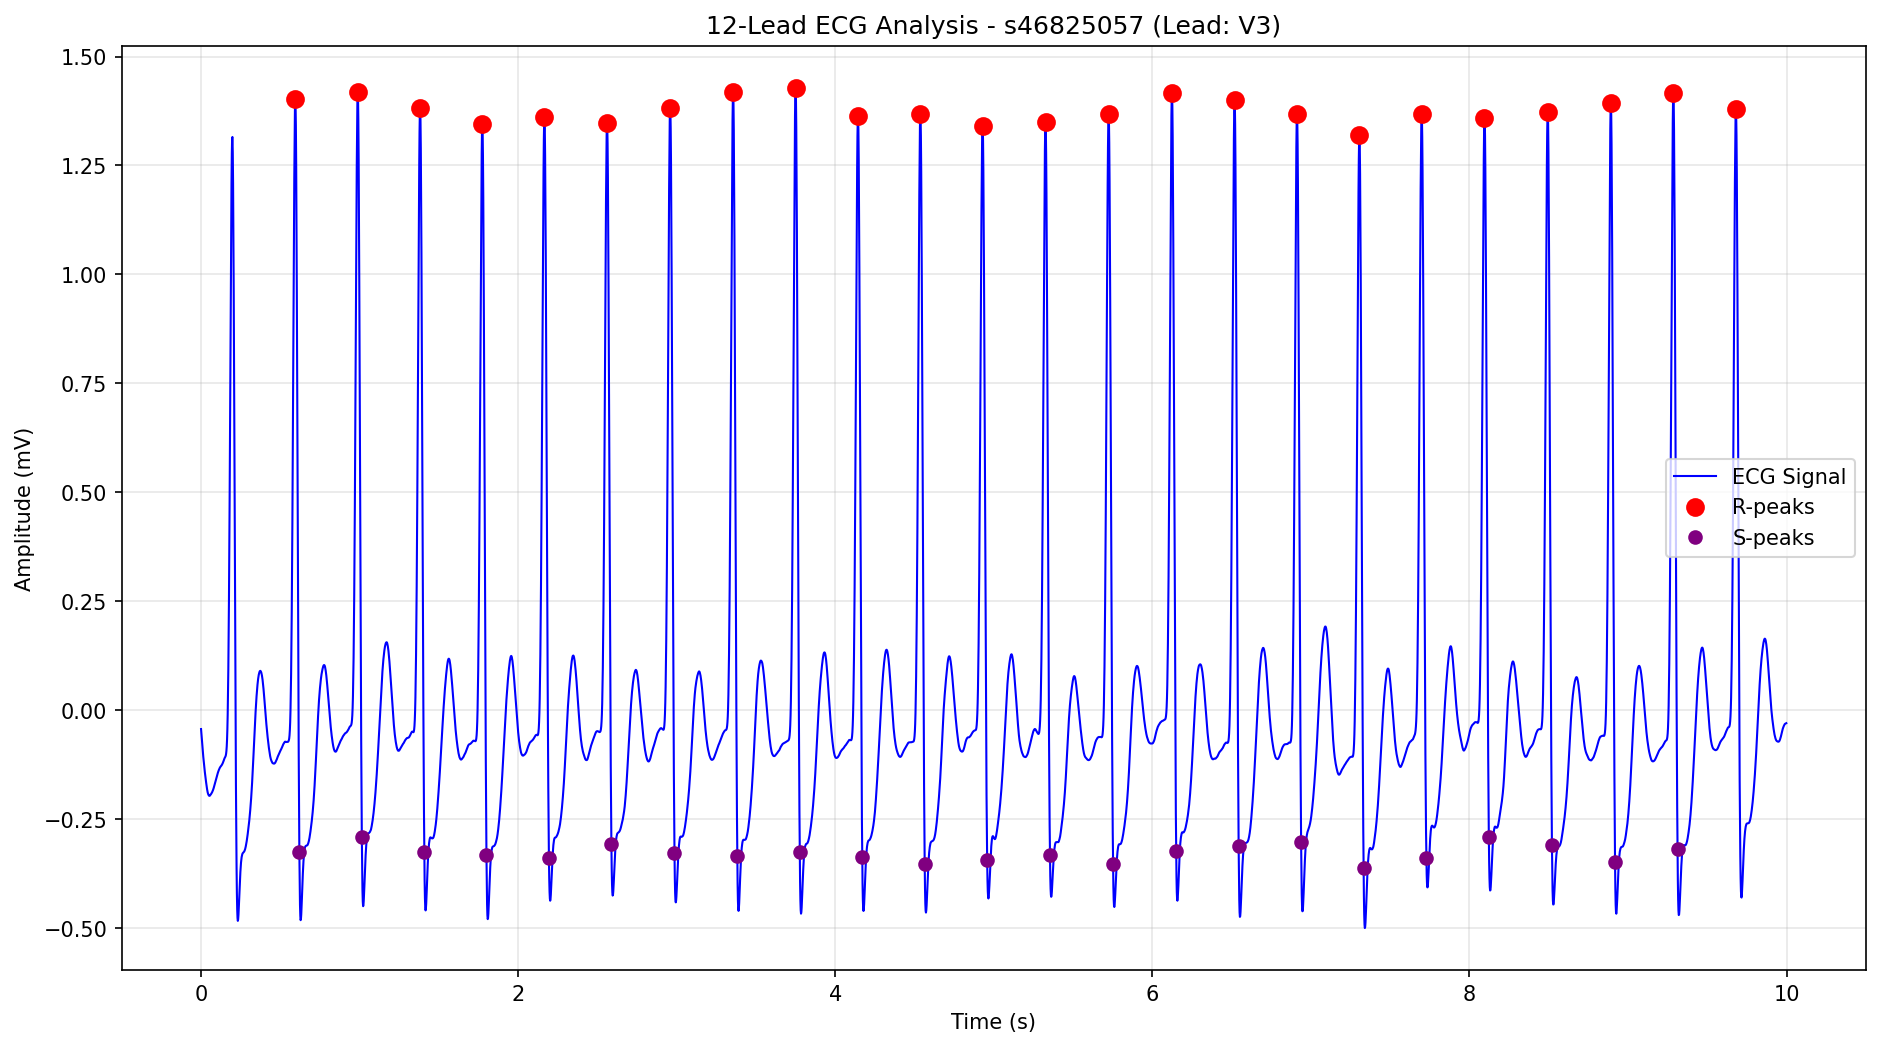 12-Lead ECG Analysis - s46825057 (Lead: V3)
1.50
1.25
1.00
0.75
0.50
0.25
0.00
−0.25
−0.50
Amplitude (mV)
ECG Signal
R-peaks
S-peaks
0 2 4 6 8 10
Time (s)